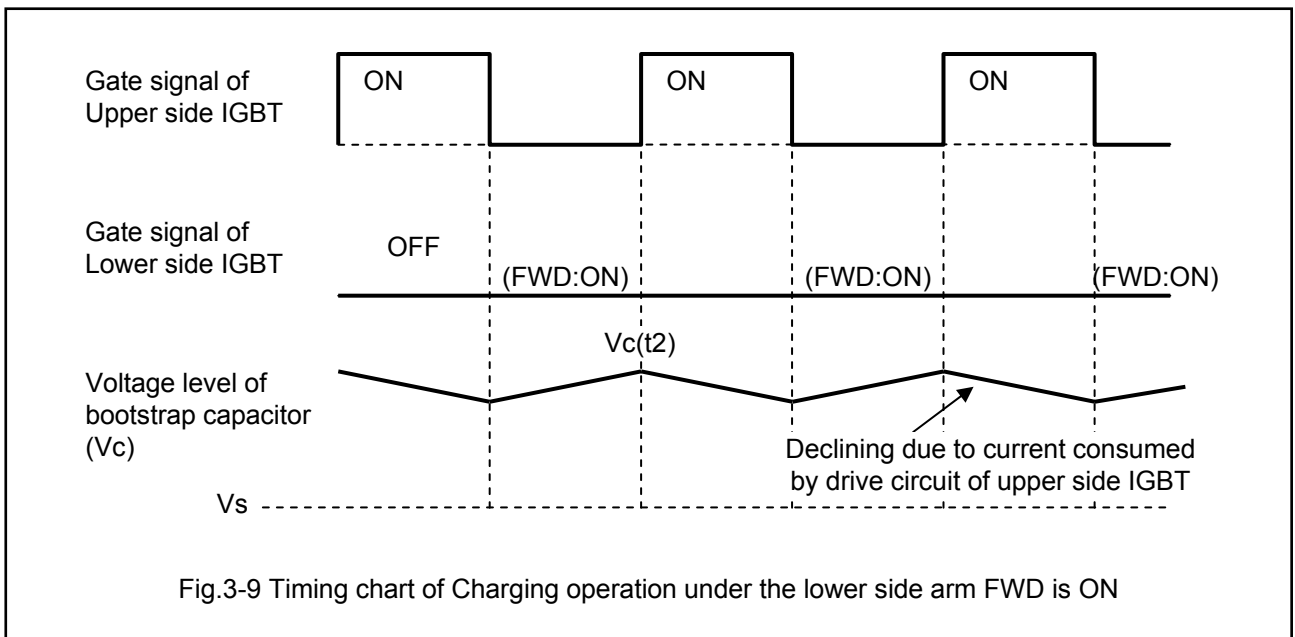 Gate signal of
Upper side IGBT
ON
ON
ON
Gate signal of
Lower side IGBT
OFF
(FWD:ON)
(FWD:ON)
(FWD:ON)
Vc(t2)
Voltage level of
bootstrap capacitor
(Vc)
Declining due to current consumed
by drive circuit of upper side IGBT
Vs
Fig.3-9 Timing chart of Charging operation under the lower side arm FWD is ON